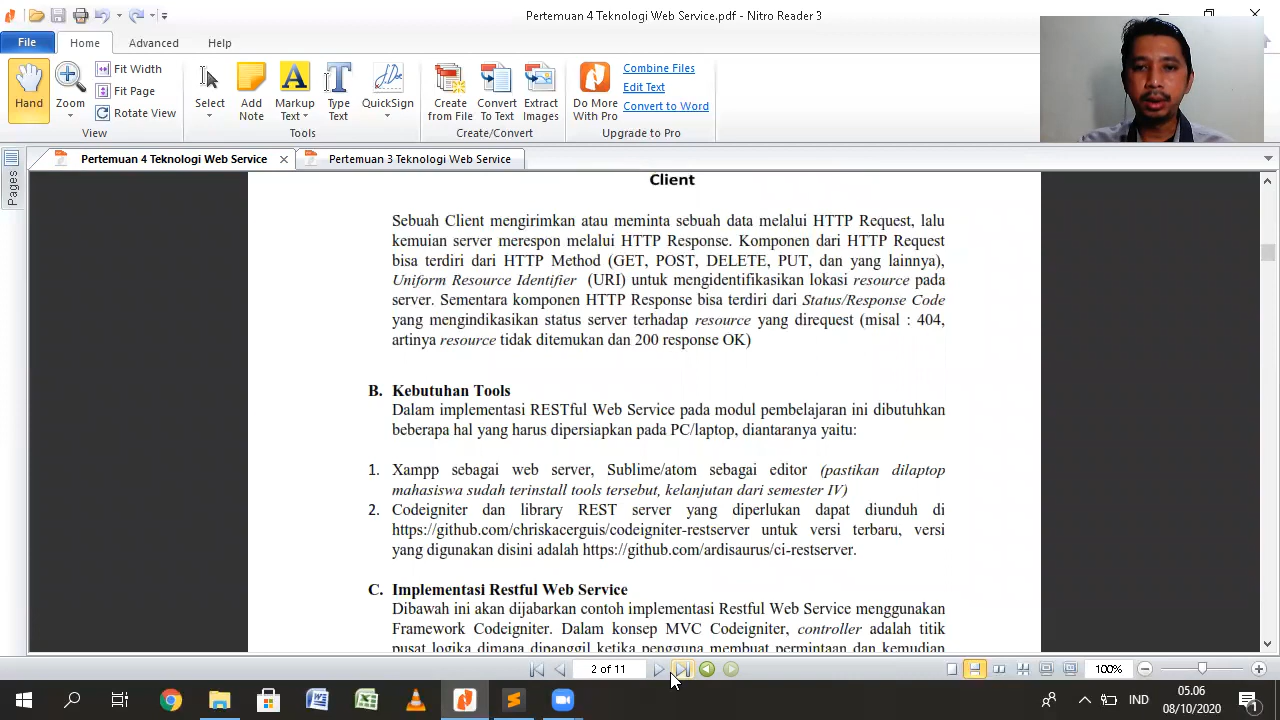 Pertemuan 4 Teknologi Web Service.pdf - Nitro Reader 3
File
Home
Advanced
Help
Hand
Zoom
Fit Width
Fit Page
Rotate View
View
Select
Add
Note
Markup
Text
Type
Text
QuickSign
Tools
Create
from File
Convert
To Text
Extract
Images
Create/Convert
Do More
With Pro
Combine Files
Edit Text
Convert to Word
Upgrade to Pro
Pertemuan 4 Teknologi Web Service
Pertemuan 3 Teknologi Web Service
Pages
Client
Sebuah Client mengirimkan atau meminta sebuah data melalui HTTP Request, lalu
kemuian server merespon melalui HTTP Response. Komponen dari HTTP Request
bisa terdiri dari HTTP Method (GET, POST, DELETE, PUT, dan yang lainnya),
Uniform Resource Identifier (URI) untuk mengidentifikasikan lokasi resource pada
server. Sementara komponen HTTP Response bisa terdiri dari Status/Response Code
yang mengindikasikan status server terhadap resource yang direquest (misal : 404,
artinya resource tidak ditemukan dan 200 response OK)
B. Kebutuhan Tools
Dalam implementasi RESTful Web Service pada modul pembelajaran ini dibutuhkan
beberapa hal yang harus dipersiapkan pada PC/laptop, diantaranya yaitu:
1. Xampp sebagai web server, Sublime/atom sebagai editor (pastikan dilaptop
mahasiswa sudah terinstall tools tersebut, kelanjutan dari semester IV)
2. Codeigniter dan library REST server yang diperlukan dapat diunduh di
https://github.com/chriskacerguis/codeigniter-restserver untuk versi terbaru, versi
yang digunakan disini adalah https://github.com/ardisaurus/ci-restserver.
C. Implementasi Restful Web Service
Dibawah ini akan dijabarkan contoh implementasi Restful Web Service menggunakan
Framework Codeigniter. Dalam konsep MVC Codeigniter, controller adalah titik
pusat logika dimana dipanggil ketika pengguna membuat permintaan dan kemudian
2 of 11
100%
IND
05.06
08/10/2020
1